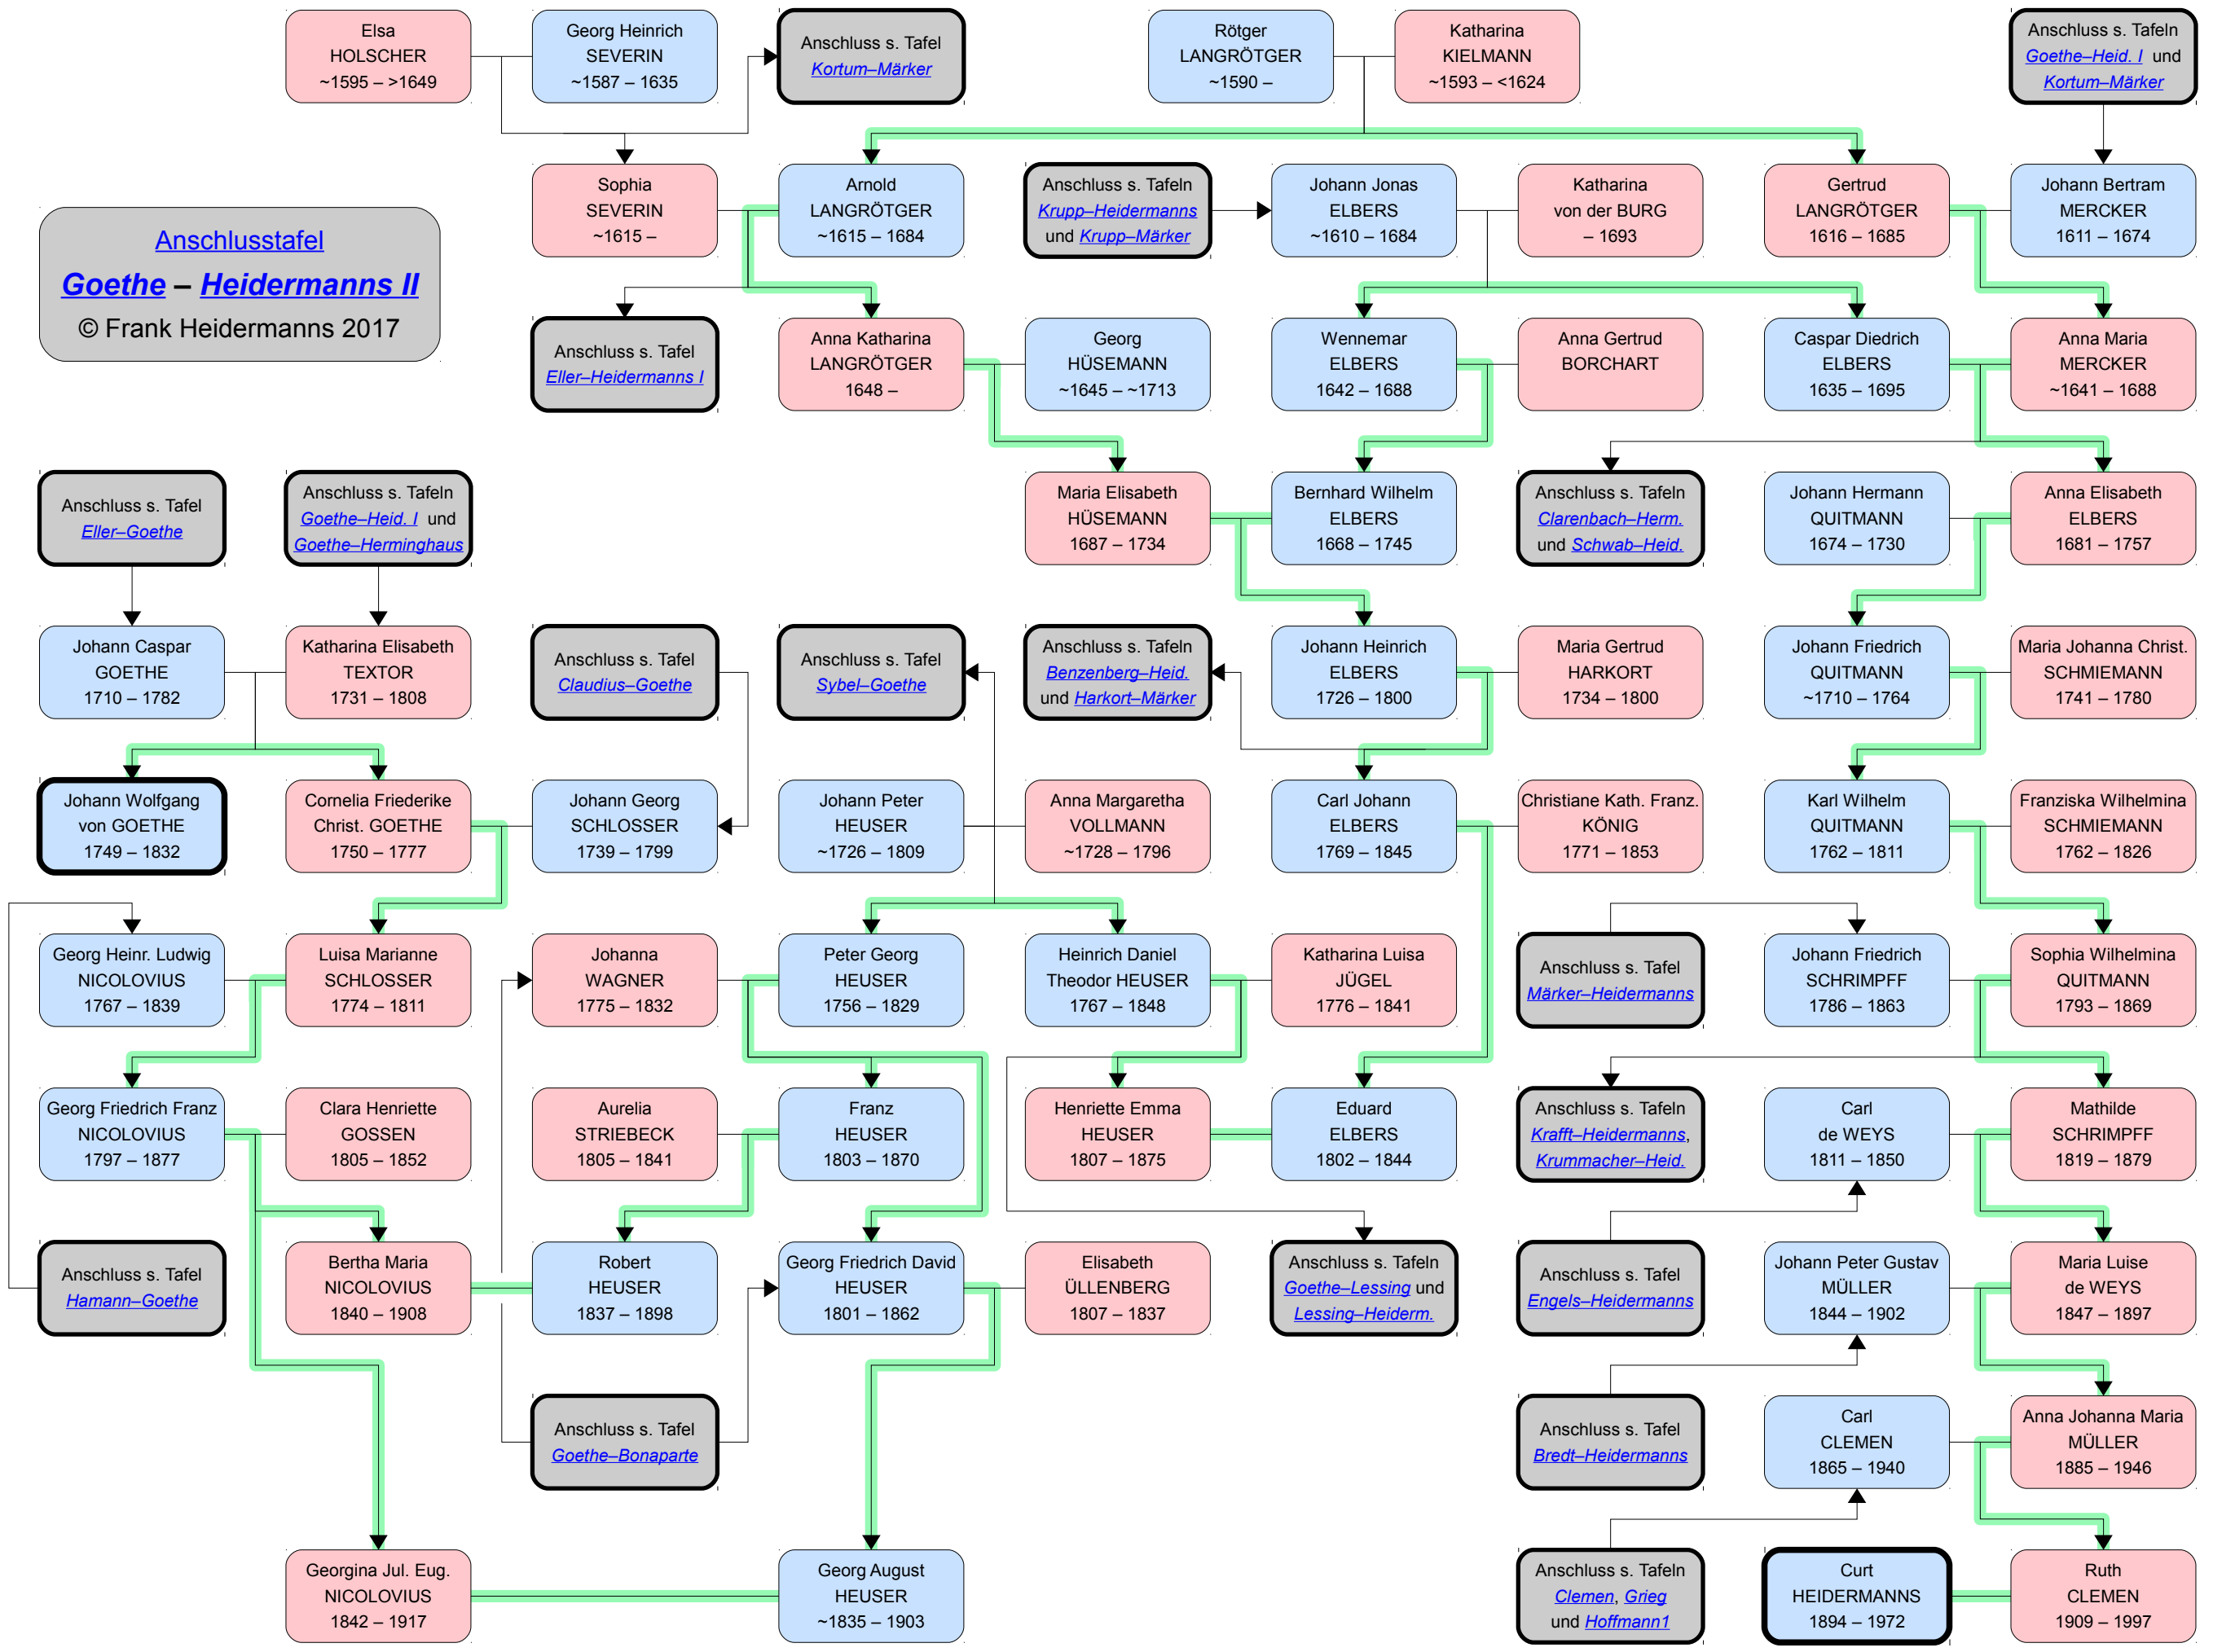 Elsa
HOLSCHER
~1595 – >1649
Georg Heinrich
SEVERIN
~1587 – 1635
Anschluss s. Tafel
Kortum–Märker
Rötger
LANGRÖTGER
~1590 –
Katharina
KIELMANN
~1593 – <1624
Anschluss s. Tafeln
Goethe–Heid. I und
Kortum–Märker
Anschlusstafel
Goethe – Heidermanns II
© Frank Heidermanns 2017
Sophia
SEVERIN
~1615 –
Arnold
LANGRÖTGER
~1615 – 1684
Anschluss s. Tafeln
Krupp–Heidermanns
und Krupp–Märker
Johann Jonas
ELBERS
~1610 – 1684
Katharina
von der BURG
– 1693
Gertrud
LANGRÖTGER
1616 – 1685
Johann Bertram
MERCKER
1611 – 1674
Anschluss s. Tafel
Eller–Heidermanns I
Anna Katharina
LANGRÖTGER
1648 –
Georg
HÜSEMANN
~1645 – ~1713
Wennemar
ELBERS
1642 – 1688
Anna Gertrud
BORCHART
Caspar Diedrich
ELBERS
1635 – 1695
Anna Maria
MERCKER
~1641 – 1688
Anschluss s. Tafel
Eller–Goethe
Anschluss s. Tafeln
Goethe–Heid. I und
Goethe–Herminghaus
Maria Elisabeth
HÜSEMANN
1687 – 1734
Bernhard Wilhelm
ELBERS
1668 – 1745
Anschluss s. Tafeln
Clarenbach–Herm.
und Schwab–Heid.
Johann Hermann
QUITMANN
1674 – 1730
Anna Elisabeth
ELBERS
1681 – 1757
Johann Caspar
GOETHE
1710 – 1782
Katharina Elisabeth
TEXTOR
1731 – 1808
Anschluss s. Tafel
Claudius–Goethe
Anschluss s. Tafel
Sybel–Goethe
Anschluss s. Tafeln
Benzenberg–Heid.
und Harkort–Märker
Johann Heinrich
ELBERS
1726 – 1800
Maria Gertrud
HARKORT
1734 – 1800
Johann Friedrich
QUITMANN
~1710 – 1764
Maria Johanna Christ.
SCHMIEMANN
1741 – 1780
Johann Wolfgang
von GOETHE
1749 – 1832
Cornelia Friederike
Christ. GOETHE
1750 – 1777
Johann Georg
SCHLOSSER
1739 – 1799
Johann Peter
HEUSER
~1726 – 1809
Anna Margaretha
VOLLMANN
~1728 – 1796
Carl Johann
ELBERS
1769 – 1845
Christiane Kath. Franz.
KÖNIG
1771 – 1853
Karl Wilhelm
QUITMANN
1762 – 1811
Franziska Wilhelmina
SCHMIEMANN
1762 – 1826
Georg Heinr. Ludwig
NICOLOVIUS
1767 – 1839
Luisa Marianne
SCHLOSSER
1774 – 1811
Johanna
WAGNER
1775 – 1832
Peter Georg
HEUSER
1756 – 1829
Heinrich Daniel
Theodor HEUSER
1767 – 1848
Katharina Luisa
JÜGEL
1776 – 1841
Anschluss s. Tafel
Märker–Heidermanns
Johann Friedrich
SCHRIMPFF
1786 – 1863
Sophia Wilhelmina
QUITMANN
1793 – 1869
Georg Friedrich Franz
NICOLOVIUS
1797 – 1877
Clara Henriette
GOSSEN
1805 – 1852
Aurelia
STRIEBECK
1805 – 1841
Franz
HEUSER
1803 – 1870
Henriette Emma
HEUSER
1807 – 1875
Eduard
ELBERS
1802 – 1844
Anschluss s. Tafeln
Krafft–Heidermanns,
Krummacher–Heid.
Carl
de WEYS
1811 – 1850
Mathilde
SCHRIMPFF
1819 – 1879
Anschluss s. Tafel
Hamann–Goethe
Bertha Maria
NICOLOVIUS
1840 – 1908
Robert
HEUSER
1837 – 1898
Georg Friedrich David
HEUSER
1801 – 1862
Elisabeth
ÜLLENBERG
1807 – 1837
Anschluss s. Tafeln
Goethe–Lessing und
Lessing–Heiderm.
Anschluss s. Tafel
Engels–Heidermanns
Johann Peter Gustav
MÜLLER
1844 – 1902
Maria Luise
de WEYS
1847 – 1897
Anschluss s. Tafel
Goethe–Bonaparte
Anschluss s. Tafel
Bredt–Heidermanns
Carl
CLEMEN
1865 – 1940
Anna Johanna Maria
MÜLLER
1885 – 1946
Georgina Jul. Eug.
NICOLOVIUS
1842 – 1917
Georg August
HEUSER
~1835 – 1903
Anschluss s. Tafeln
Clemen, Grieg
und Hoffmann1
Curt
HEIDERMANNS
1894 – 1972
Ruth
CLEMEN
1909 – 1997